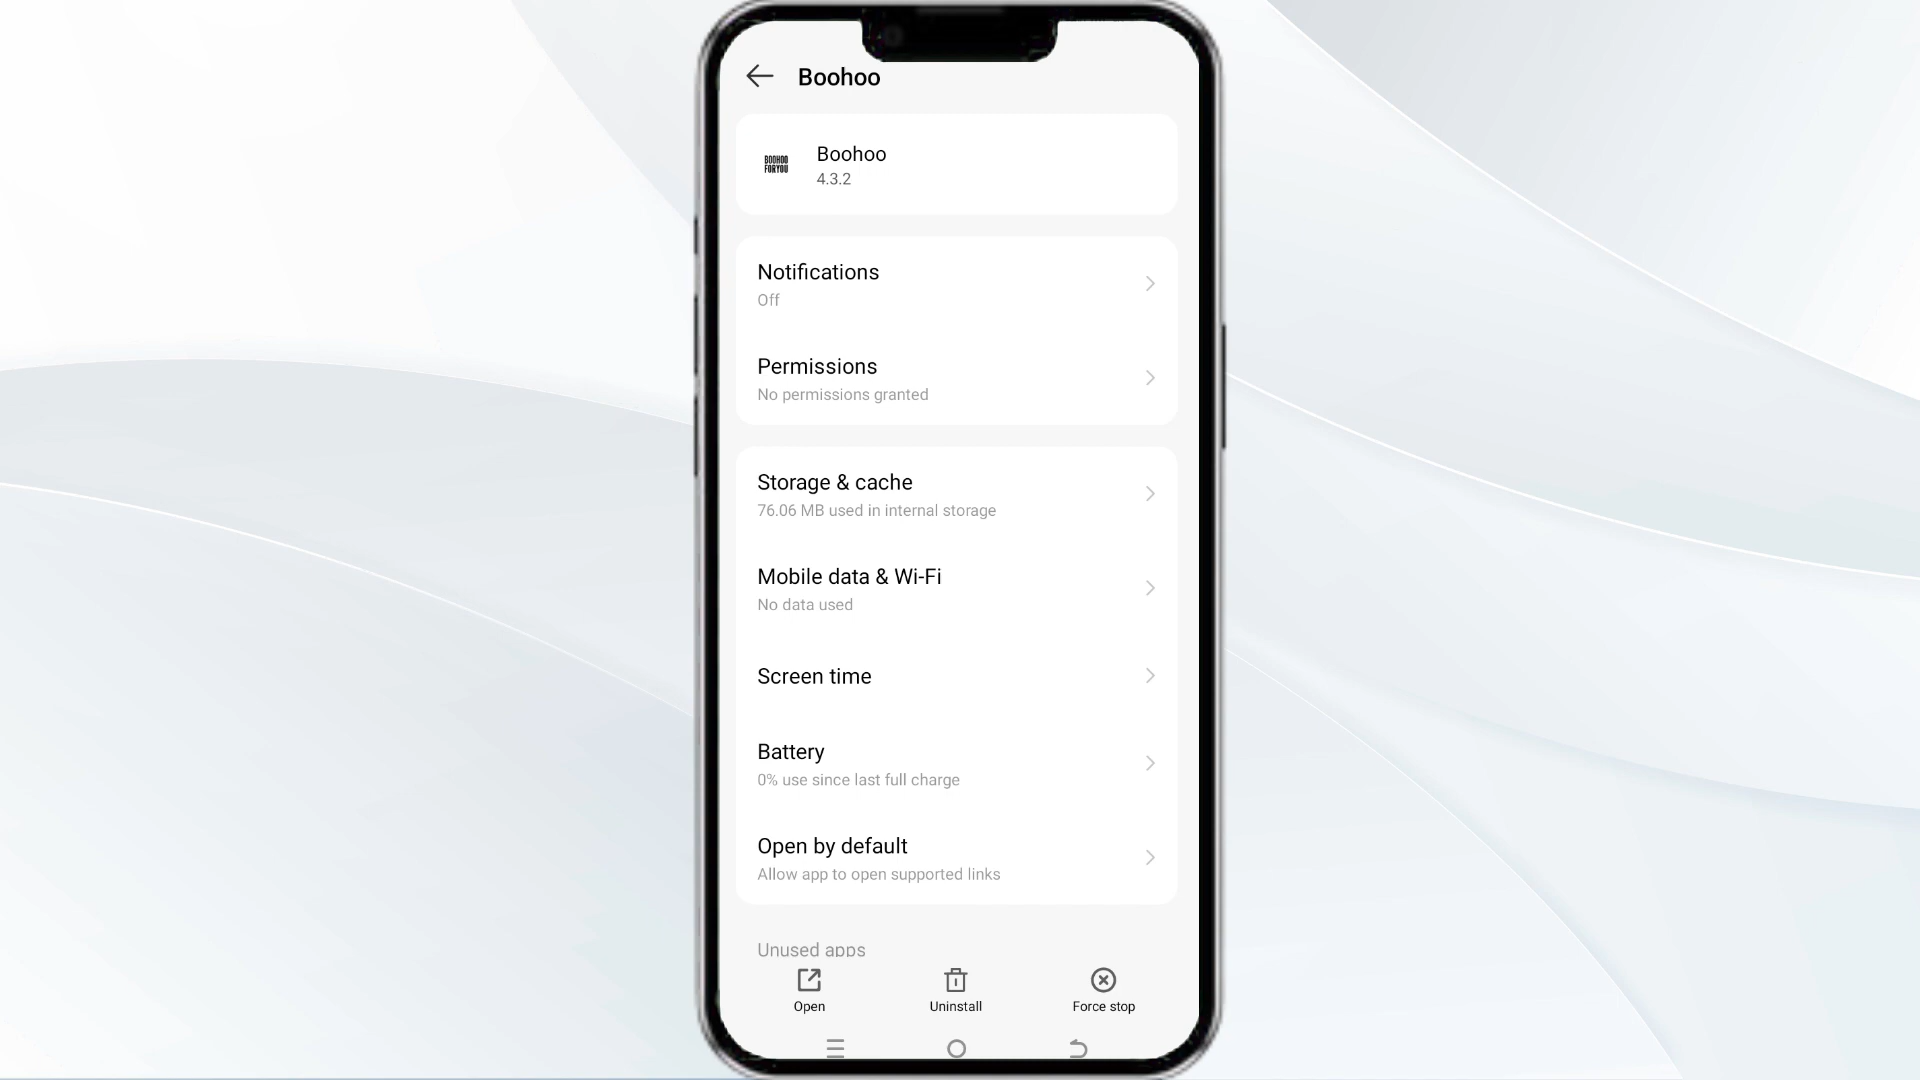 Boohoo
BOOHOO
FORYOU
Boohoo
4.3.2
Notifications
Off
Permissions
No permissions granted
Storage & cache
76.06 MB used in internal storage
Mobile data & Wi-Fi
No data used
Screen time
Battery
0% use since last full charge
Open by default
Allow app to open supported links
Unused apps
Open
Uninstall
Force stop